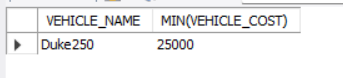 VEHICLE_NAME MIN(VEHICLE_COST)
Duke250 25000